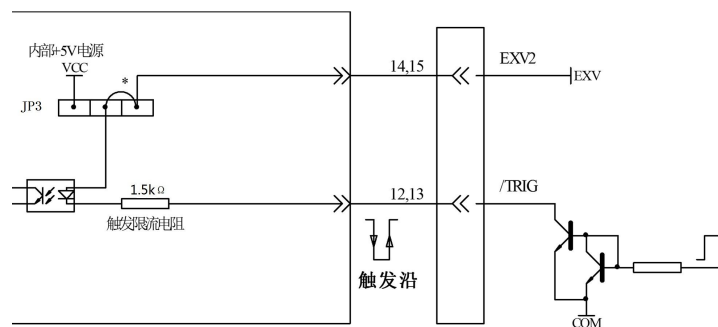 内部+5V电源
VCC
*
JP3
14,15
EXV2
EXV
1.5kΩ
触发限流电阻
12,13
/TRIG
触发沿
COM